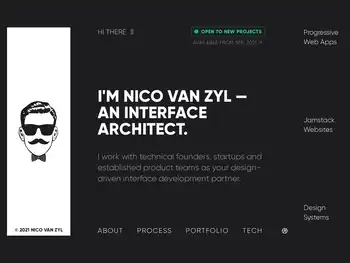 HI THERE
OPEN TO NEW PROJECTS
AVAILABLE FROM SEP, 2021
Progressive
Web Apps
I'M NICO VAN ZYL —
AN INTERFACE
ARCHITECT.
Jamstack
Websites
I work with technical founders, startups and
established product teams as your design-
driven interface development partner.
Design
Systems
© 2021 NICO VAN ZYL
ABOUT PROCESS PORTFOLIO TECH